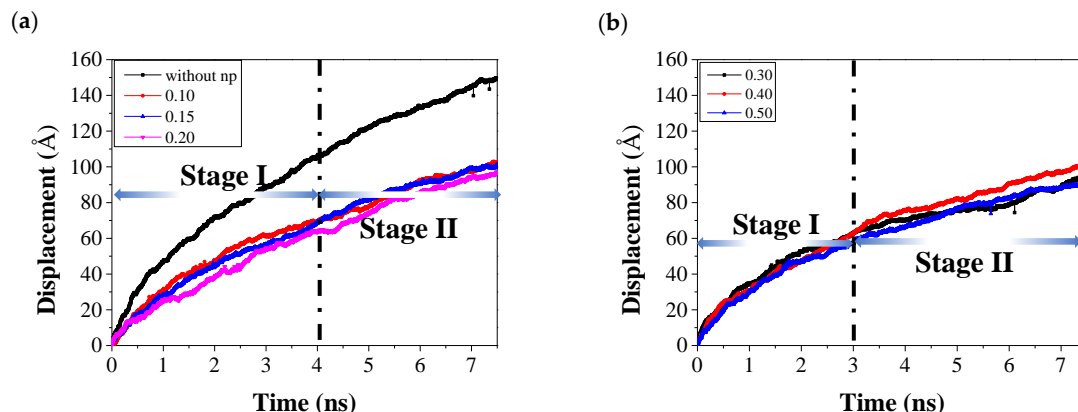 (a)
160
140
120
100
80
60
40
20
0
Displacement (Å)
without np
0.10
0.15
0.20
Stage I
Stage II
0 1 2 3 4 5 6 7
Time (ns)
(b)
160
140
120
100
80
60
40
20
0
Displacement (Å)
0.30
0.40
0.50
Stage I
Stage II
0 1 2 3 4 5 6 7
Time (ns)